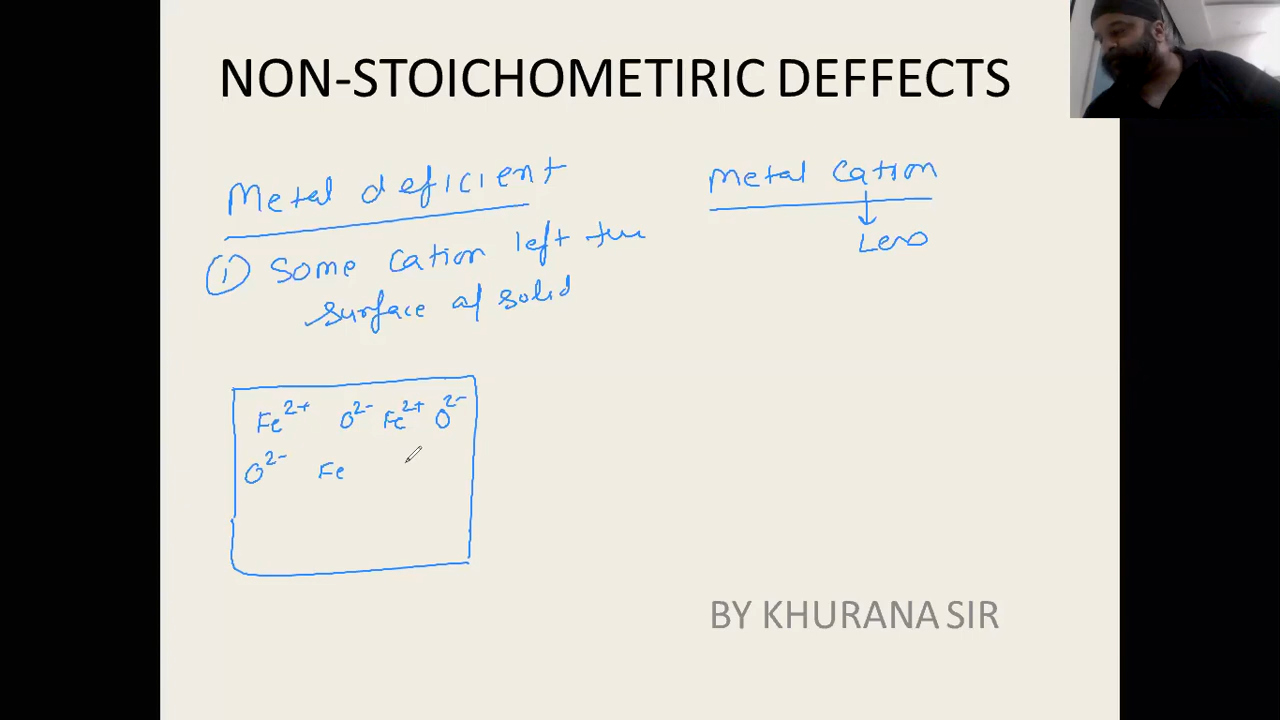 NON-STOICHOMETIRIC DEFFECTS
Metal deficient
① Some Cation left the
surface of solid
Metal Cation
↓
Less
Fe²⁺ O²⁻ Fe²⁺ O²⁻
O²⁻ Fe
BY KHURANA SIR